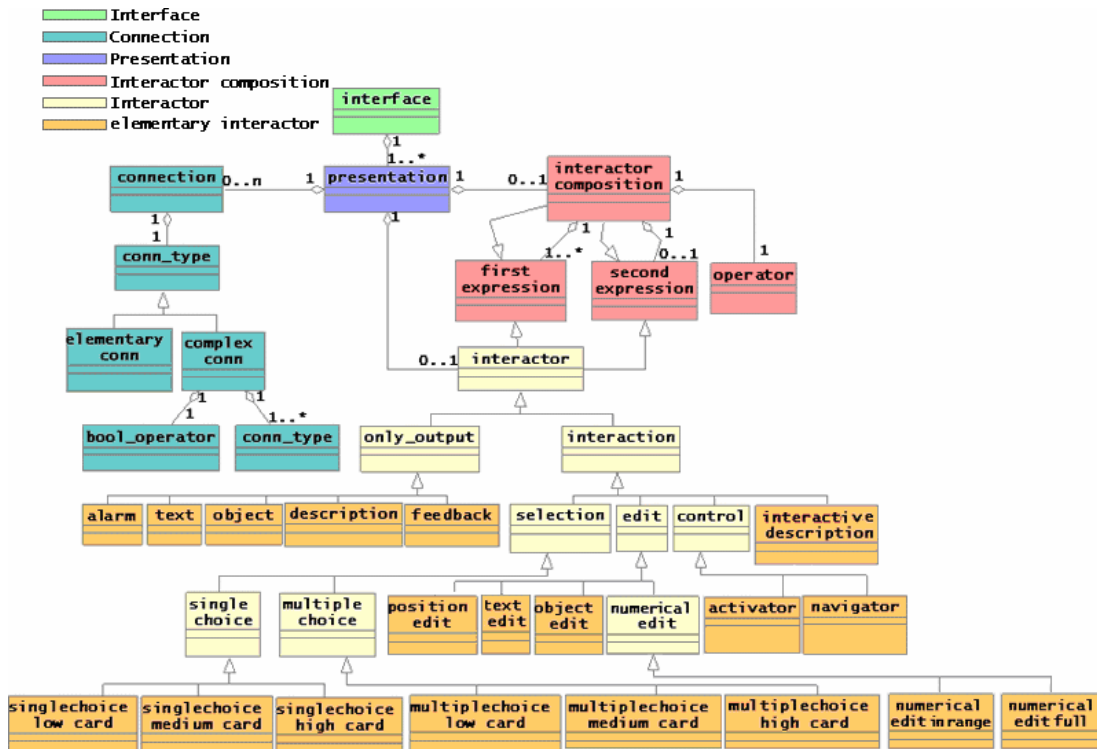 Interface
Connection
Presentation
Interactor composition
Interactor
elementary interactor
interface
1
1..*
connection
0..n
1
presentation
1
0..1
interactor
composition
1
1
1
1
conn_type
1
1
1..*
1
0..1
first
expression
second
expression
1
operator
elementary
conn
complex
conn
0..1
interactor
1
1
1
1..*
bool_operator
conn_type
only_output
interaction
alarm
text
object
description
feedback
selection
edit
control
interactive
description
single
choice
multiple
choice
position
edit
text
edit
object
edit
numerical
edit
activator
navigator
singlechoice
low card
singlechoice
medium card
singlechoice
high card
multiplechoice
low card
multiplechoice
medium card
multiplechoice
high card
numerical
edit in range
numerical
edit full